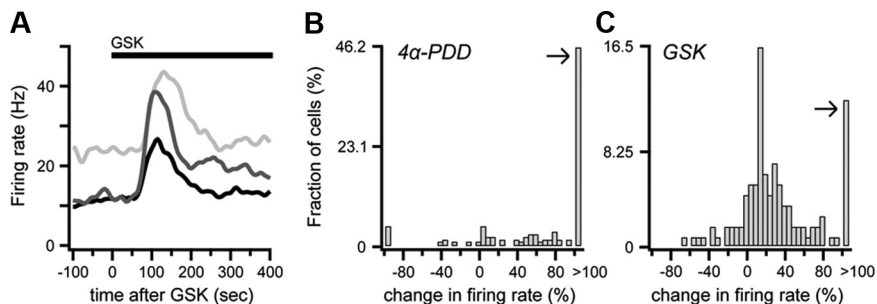 A
GSK
Firing rate (Hz)
40
20
0
-100 0 100 200 300 400
time after GSK (sec)
B
4α-PDD
Fraction of cells (%)
46.2
23.1
0
-80 -40 0 40 80 >100
change in firing rate (%)
C
GSK
16.5
8.25
0
-80 -40 0 40 80 >100
change in firing rate (%)